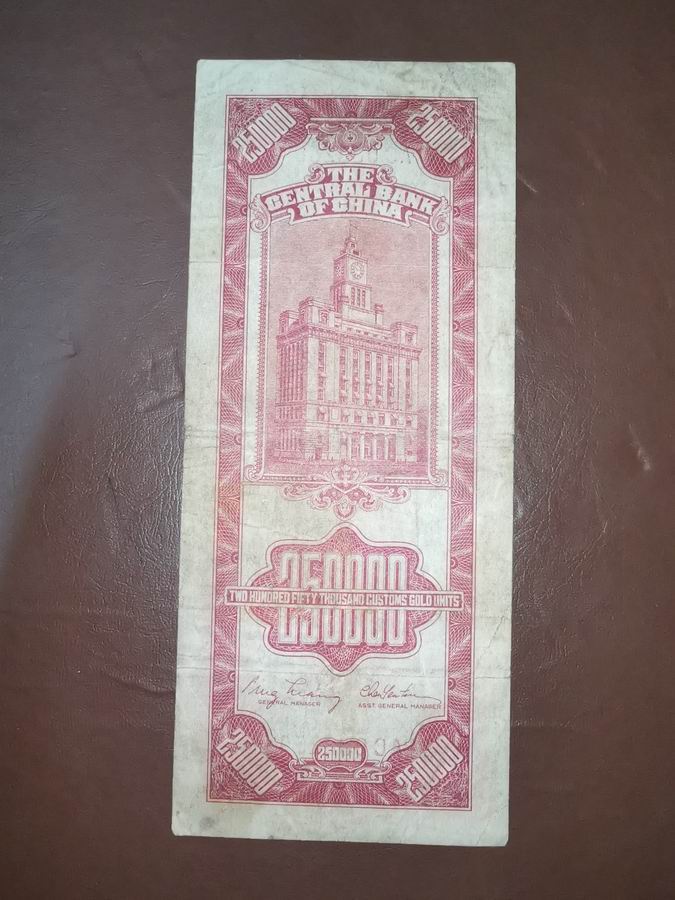 250000 250000
THE
CENTRAL BANK
OF CHINA
250000
TWO HUNDRED FIFTY THOUSAND CUSTOMS GOLD UNITS
GENERAL MANAGER ASST. GENERAL MANAGER
250000 250000 250000